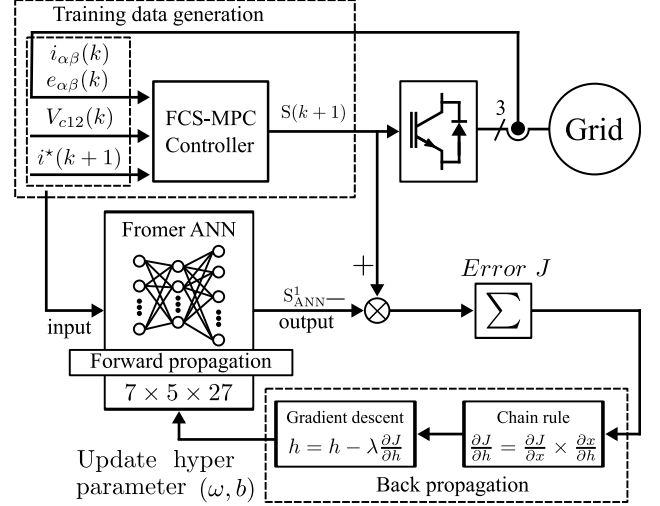 Training data generation
i_{αβ}(k)
e_{αβ}(k)
V_{c12}(k)
i^⋆(k+1)
FCS-MPC
Controller
S(k+1)
3
Grid
Fromer ANN
input
Forward propagation
7 × 5 × 27
S^1_{ANN}
output
+
−
Error J
∑
Gradient descent
h = h − λ ∂J/∂h
Chain rule
∂J/∂h = ∂J/∂x × ∂x/∂h
Back propagation
Update hyper
parameter (ω, b)